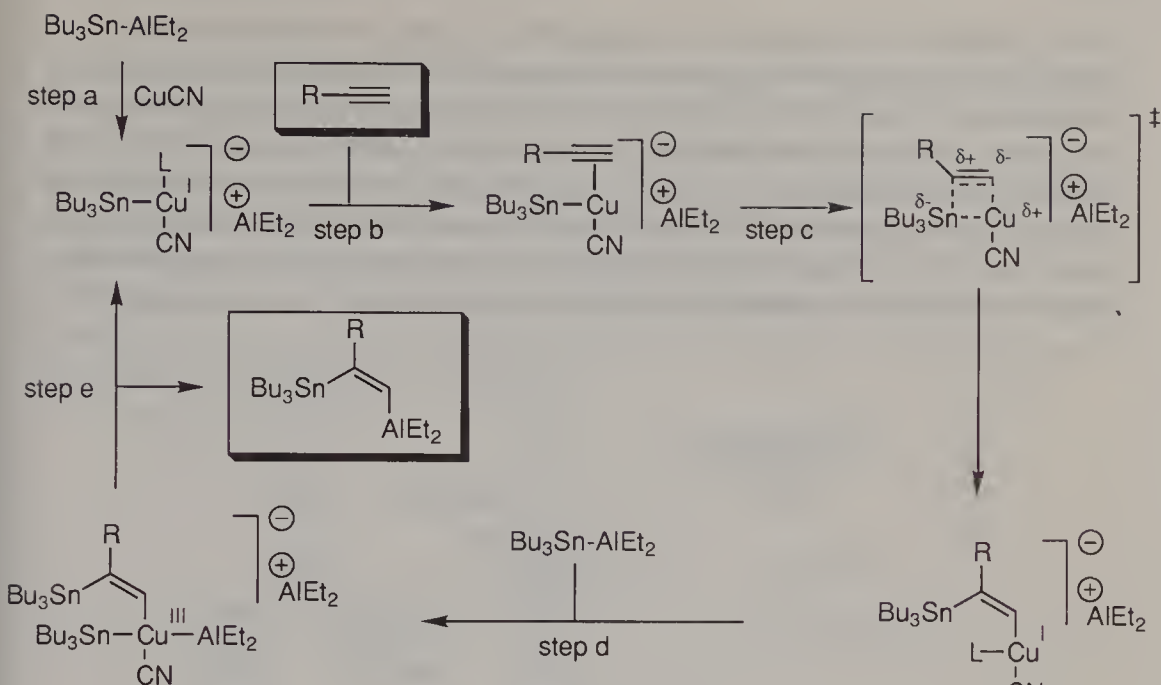 Bu₃Sn-AlEt₂
step a
CuCN
R
L
Bu₃Sn
Cu
I
CN
⊖
⊕
AlEt₂
step b
R
Bu₃Sn
Cu
CN
⊖
⊕
AlEt₂
step c
R
δ+
δ-
δ-
Bu₃Sn
Cu
δ+
CN
⊖
⊕
AlEt₂
‡
step e
R
Bu₃Sn
AlEt₂
R
Bu₃Sn
Bu₃Sn
Cu
III
AlEt₂
CN
⊖
⊕
AlEt₂
Bu₃Sn-AlEt₂
step d
R
Bu₃Sn
L
Cu
I
CN
⊖
⊕
AlEt₂